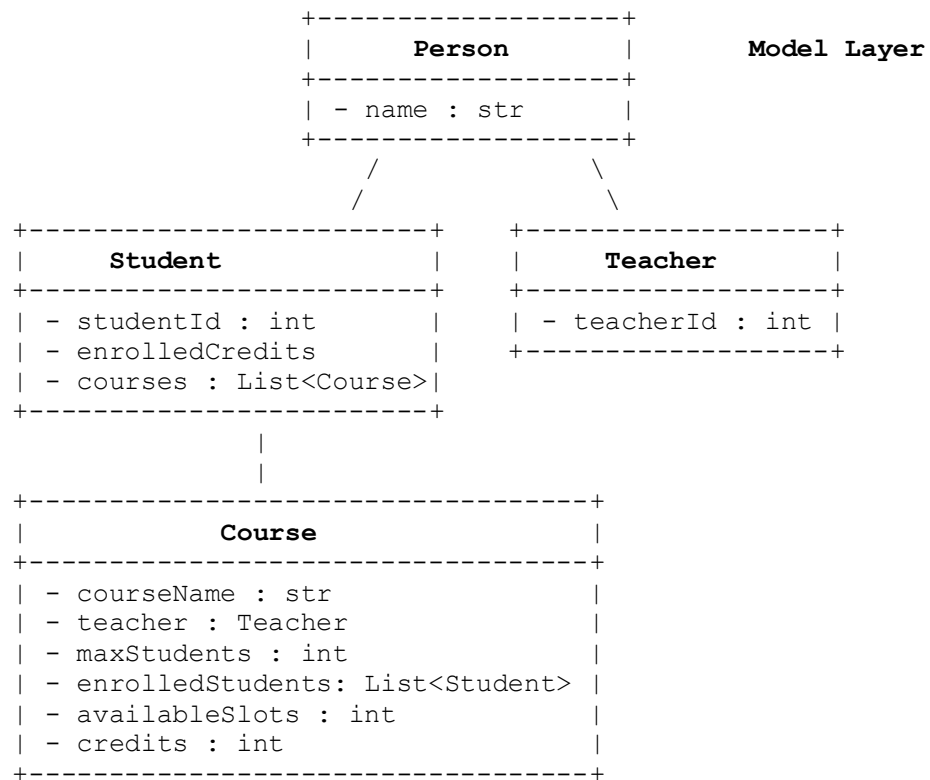 +--------------------+
| Person | Model Layer
+--------------------+
| - name : str |
+--------------------+
/ \
/ \
+-------------------------+ +-------------------+
| Student | | Teacher |
+-------------------------+ +-------------------+
| - studentId : int | | - teacherId : int |
| - enrolledCredits | +-------------------+
| - courses : List<Course>|
+-------------------------+
|
|
+-----------------------------------+
| Course |
+-----------------------------------+
| - courseName : str |
| - teacher : Teacher |
| - maxStudents : int |
| - enrolledStudents: List<Student> |
| - availableSlots : int |
| - credits : int |
+-----------------------------------+